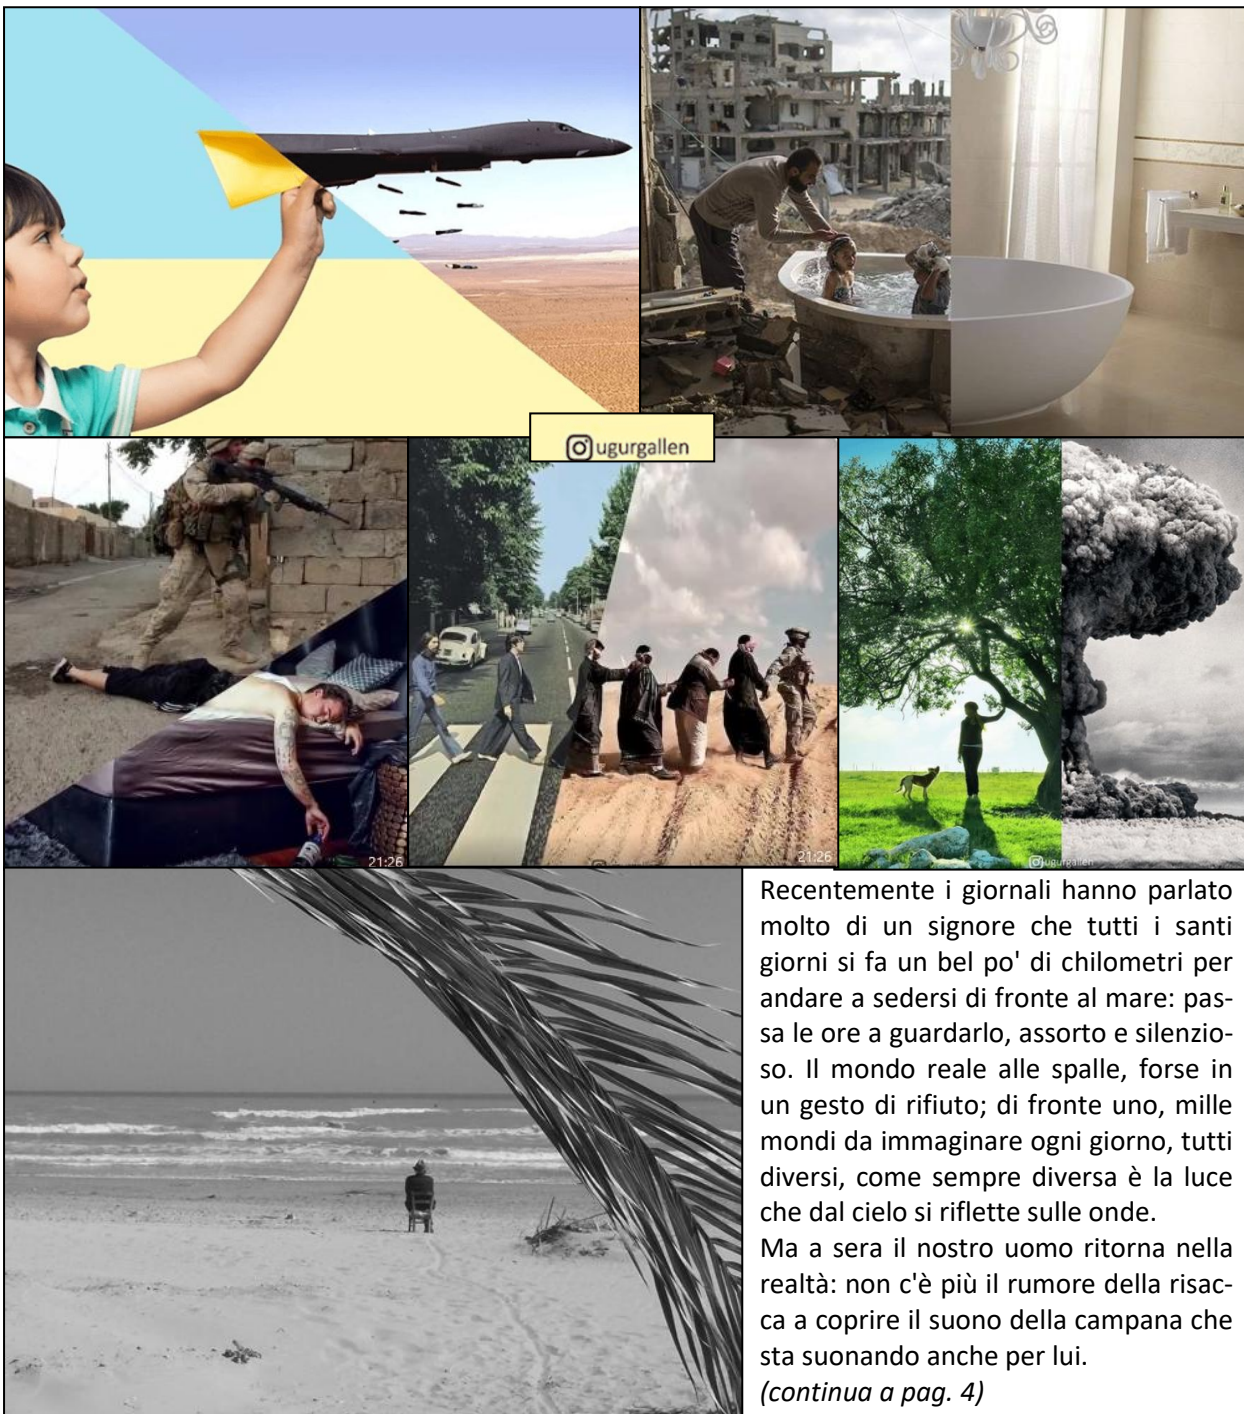 ugurgallen
21:26
21:26
ugurgallen
Recentemente i giornali hanno parlato
molto di un signore che tutti i santi
giorni si fa un bel po' di chilometri per
andare a sedersi di fronte al mare: pas-
sa le ore a guardarlo, assorto e silenzio-
so. Il mondo reale alle spalle, forse in
un gesto di rifiuto; di fronte uno, mille
mondi da immaginare ogni giorno, tutti
diversi, come sempre diversa è la luce
che dal cielo si riflette sulle onde.
Ma a sera il nostro uomo ritorna nella
realtà: non c'è più il rumore della risac-
ca a coprire il suono della campana che
sta suonando anche per lui.
(continua a pag. 4)